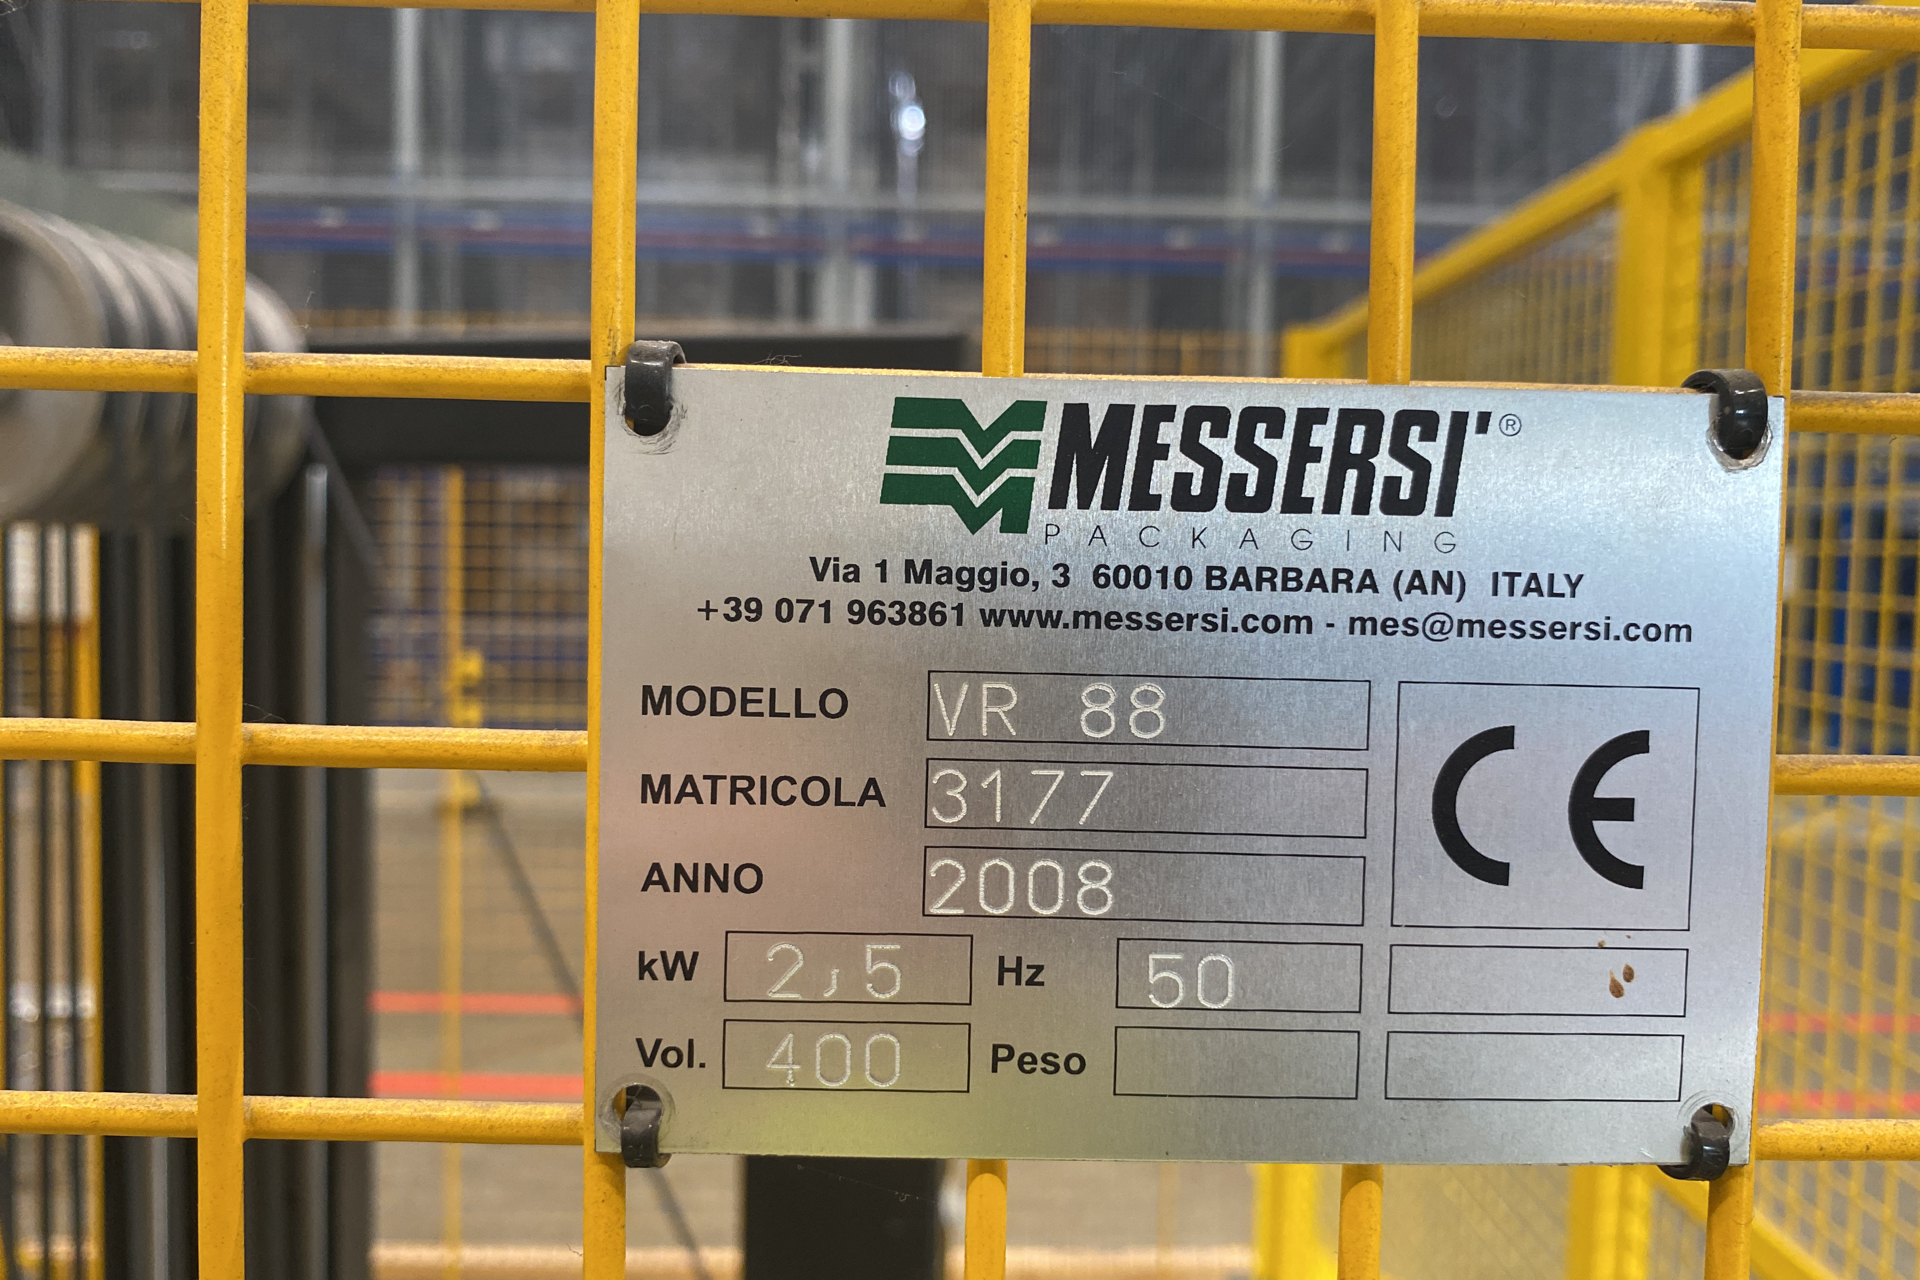 MESSERSI'®
PACKAGING
Via 1 Maggio, 3 60010 BARBARA (AN) ITALY
+39 071 963861 www.messersi.com - mes@messersi.com
MODELLO VR 88
MATRICOLA 3177
CE
ANNO 2008
kW 2,5 Hz 50
Vol. 400 Peso